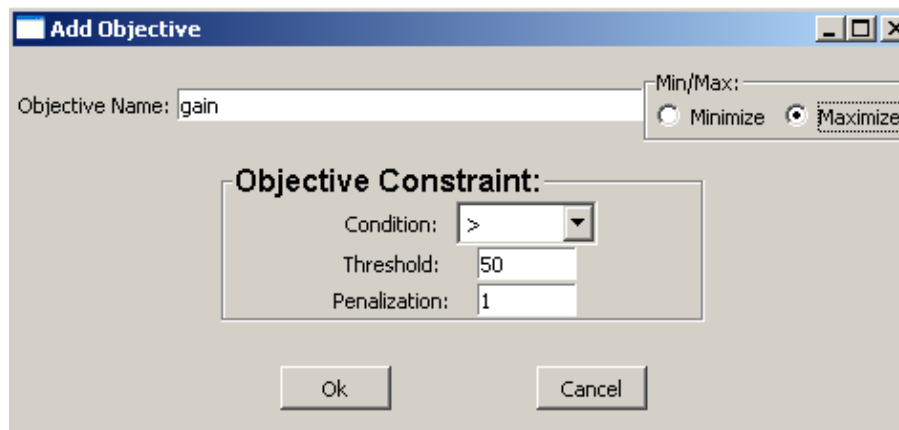 Add Objective
Min/Max:
Objective Name: gain
Minimize Maximize
Objective Constraint:
Condition: >
Threshold: 50
Penalization: 1
Ok Cancel